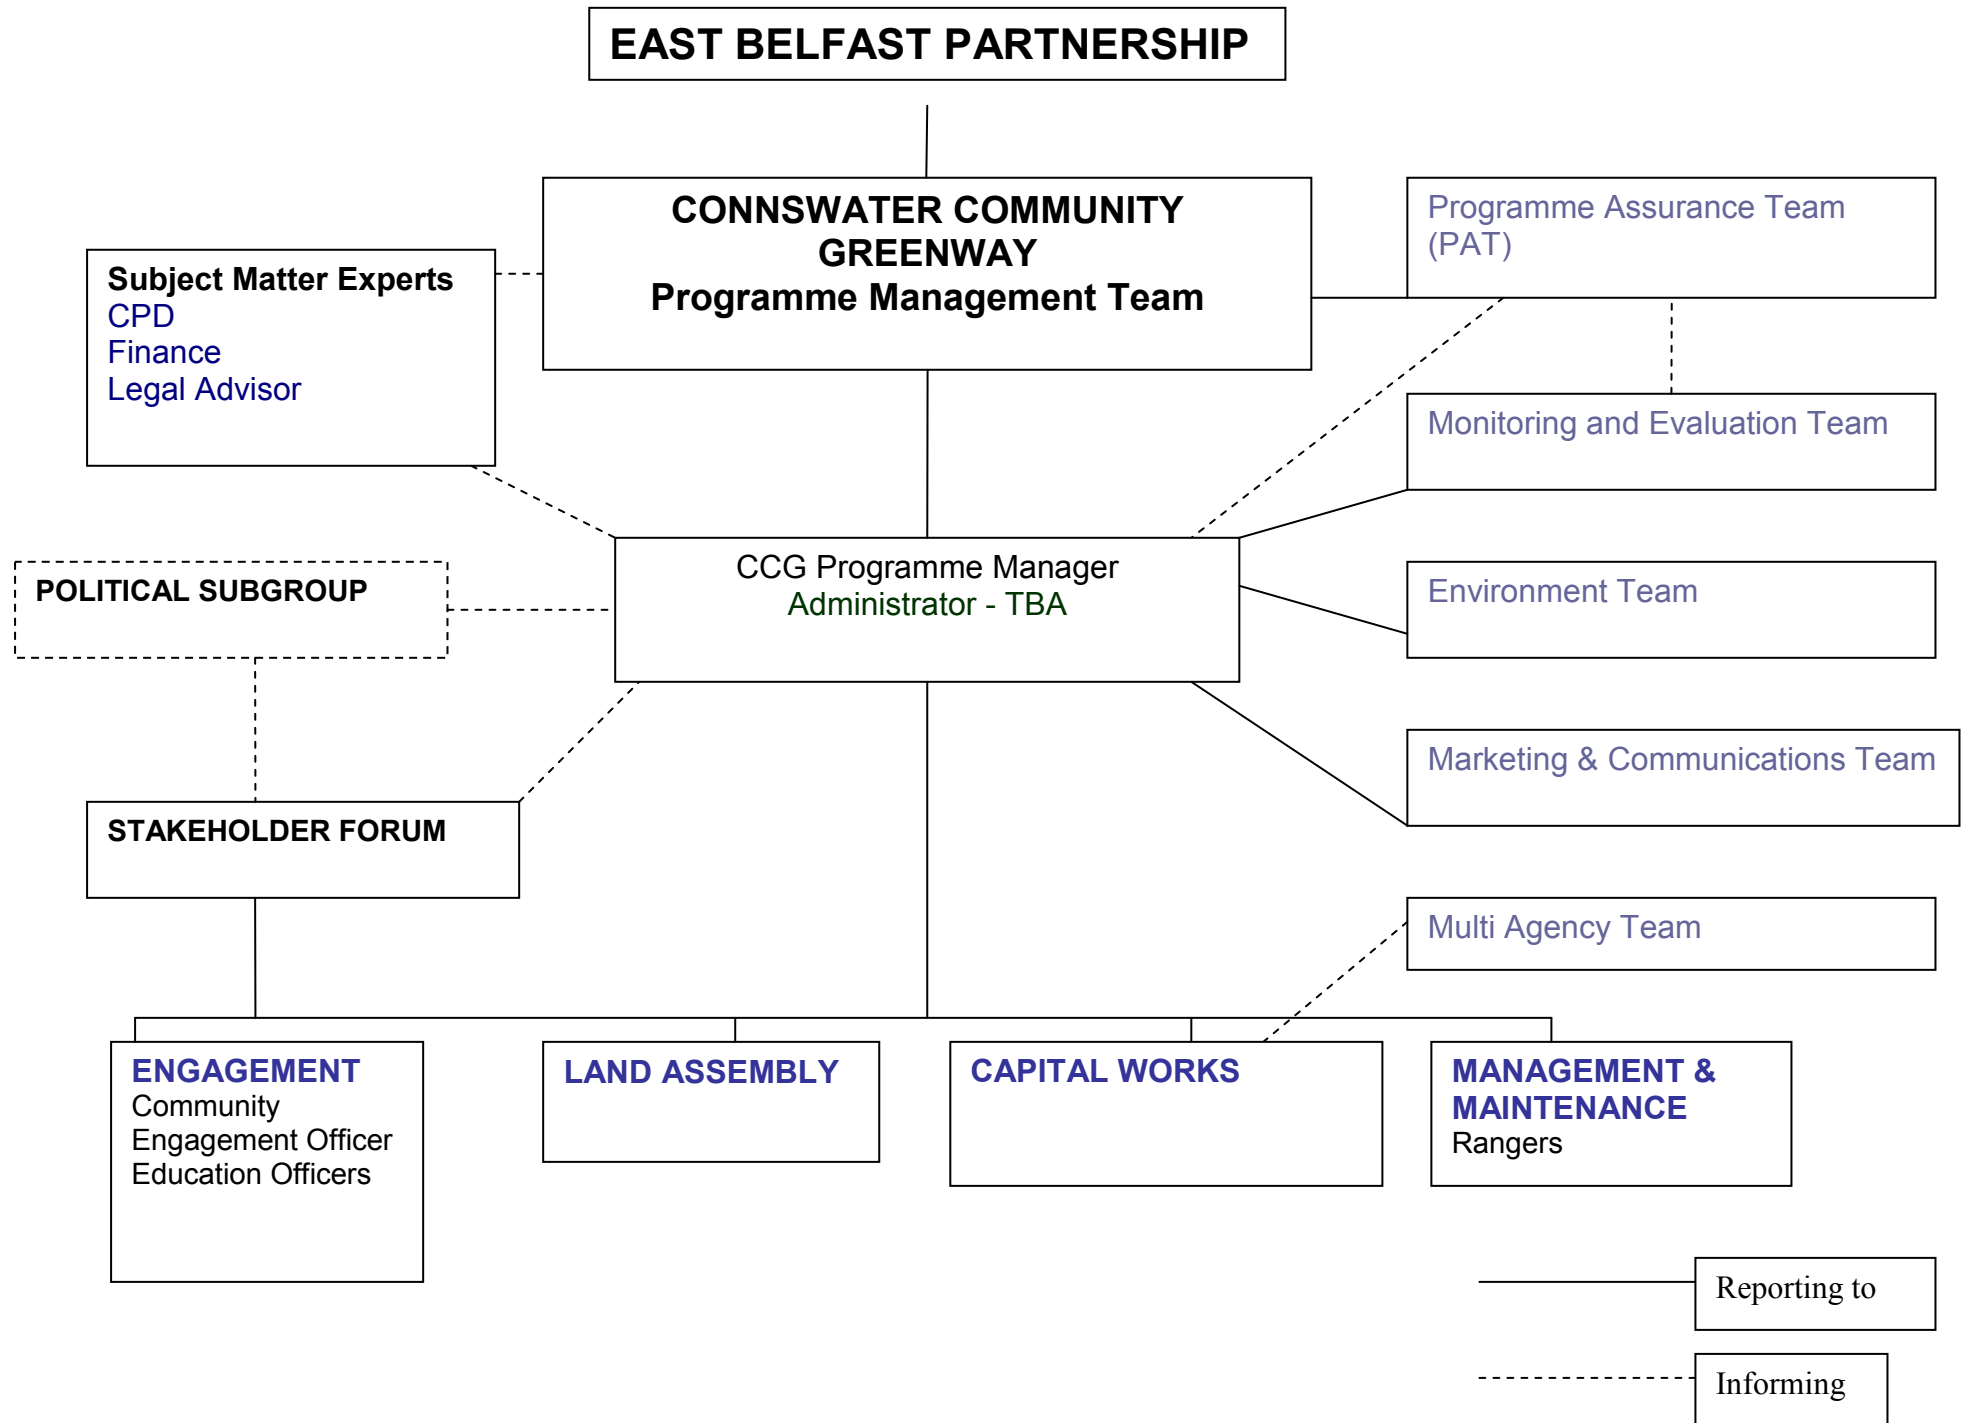 EAST BELFAST PARTNERSHIP
CONNSWATER COMMUNITY
GREENWAY
Programme Management Team
Programme Assurance Team
(PAT)
Subject Matter Experts
CPD
Finance
Legal Advisor
Monitoring and Evaluation Team
CCG Programme Manager
Administrator - TBA
POLITICAL SUBGROUP
Environment Team
Marketing & Communications Team
STAKEHOLDER FORUM
Multi Agency Team
ENGAGEMENT
Community
Engagement Officer
Education Officers
LAND ASSEMBLY
CAPITAL WORKS
MANAGEMENT &
MAINTENANCE
Rangers
Reporting to
Informing